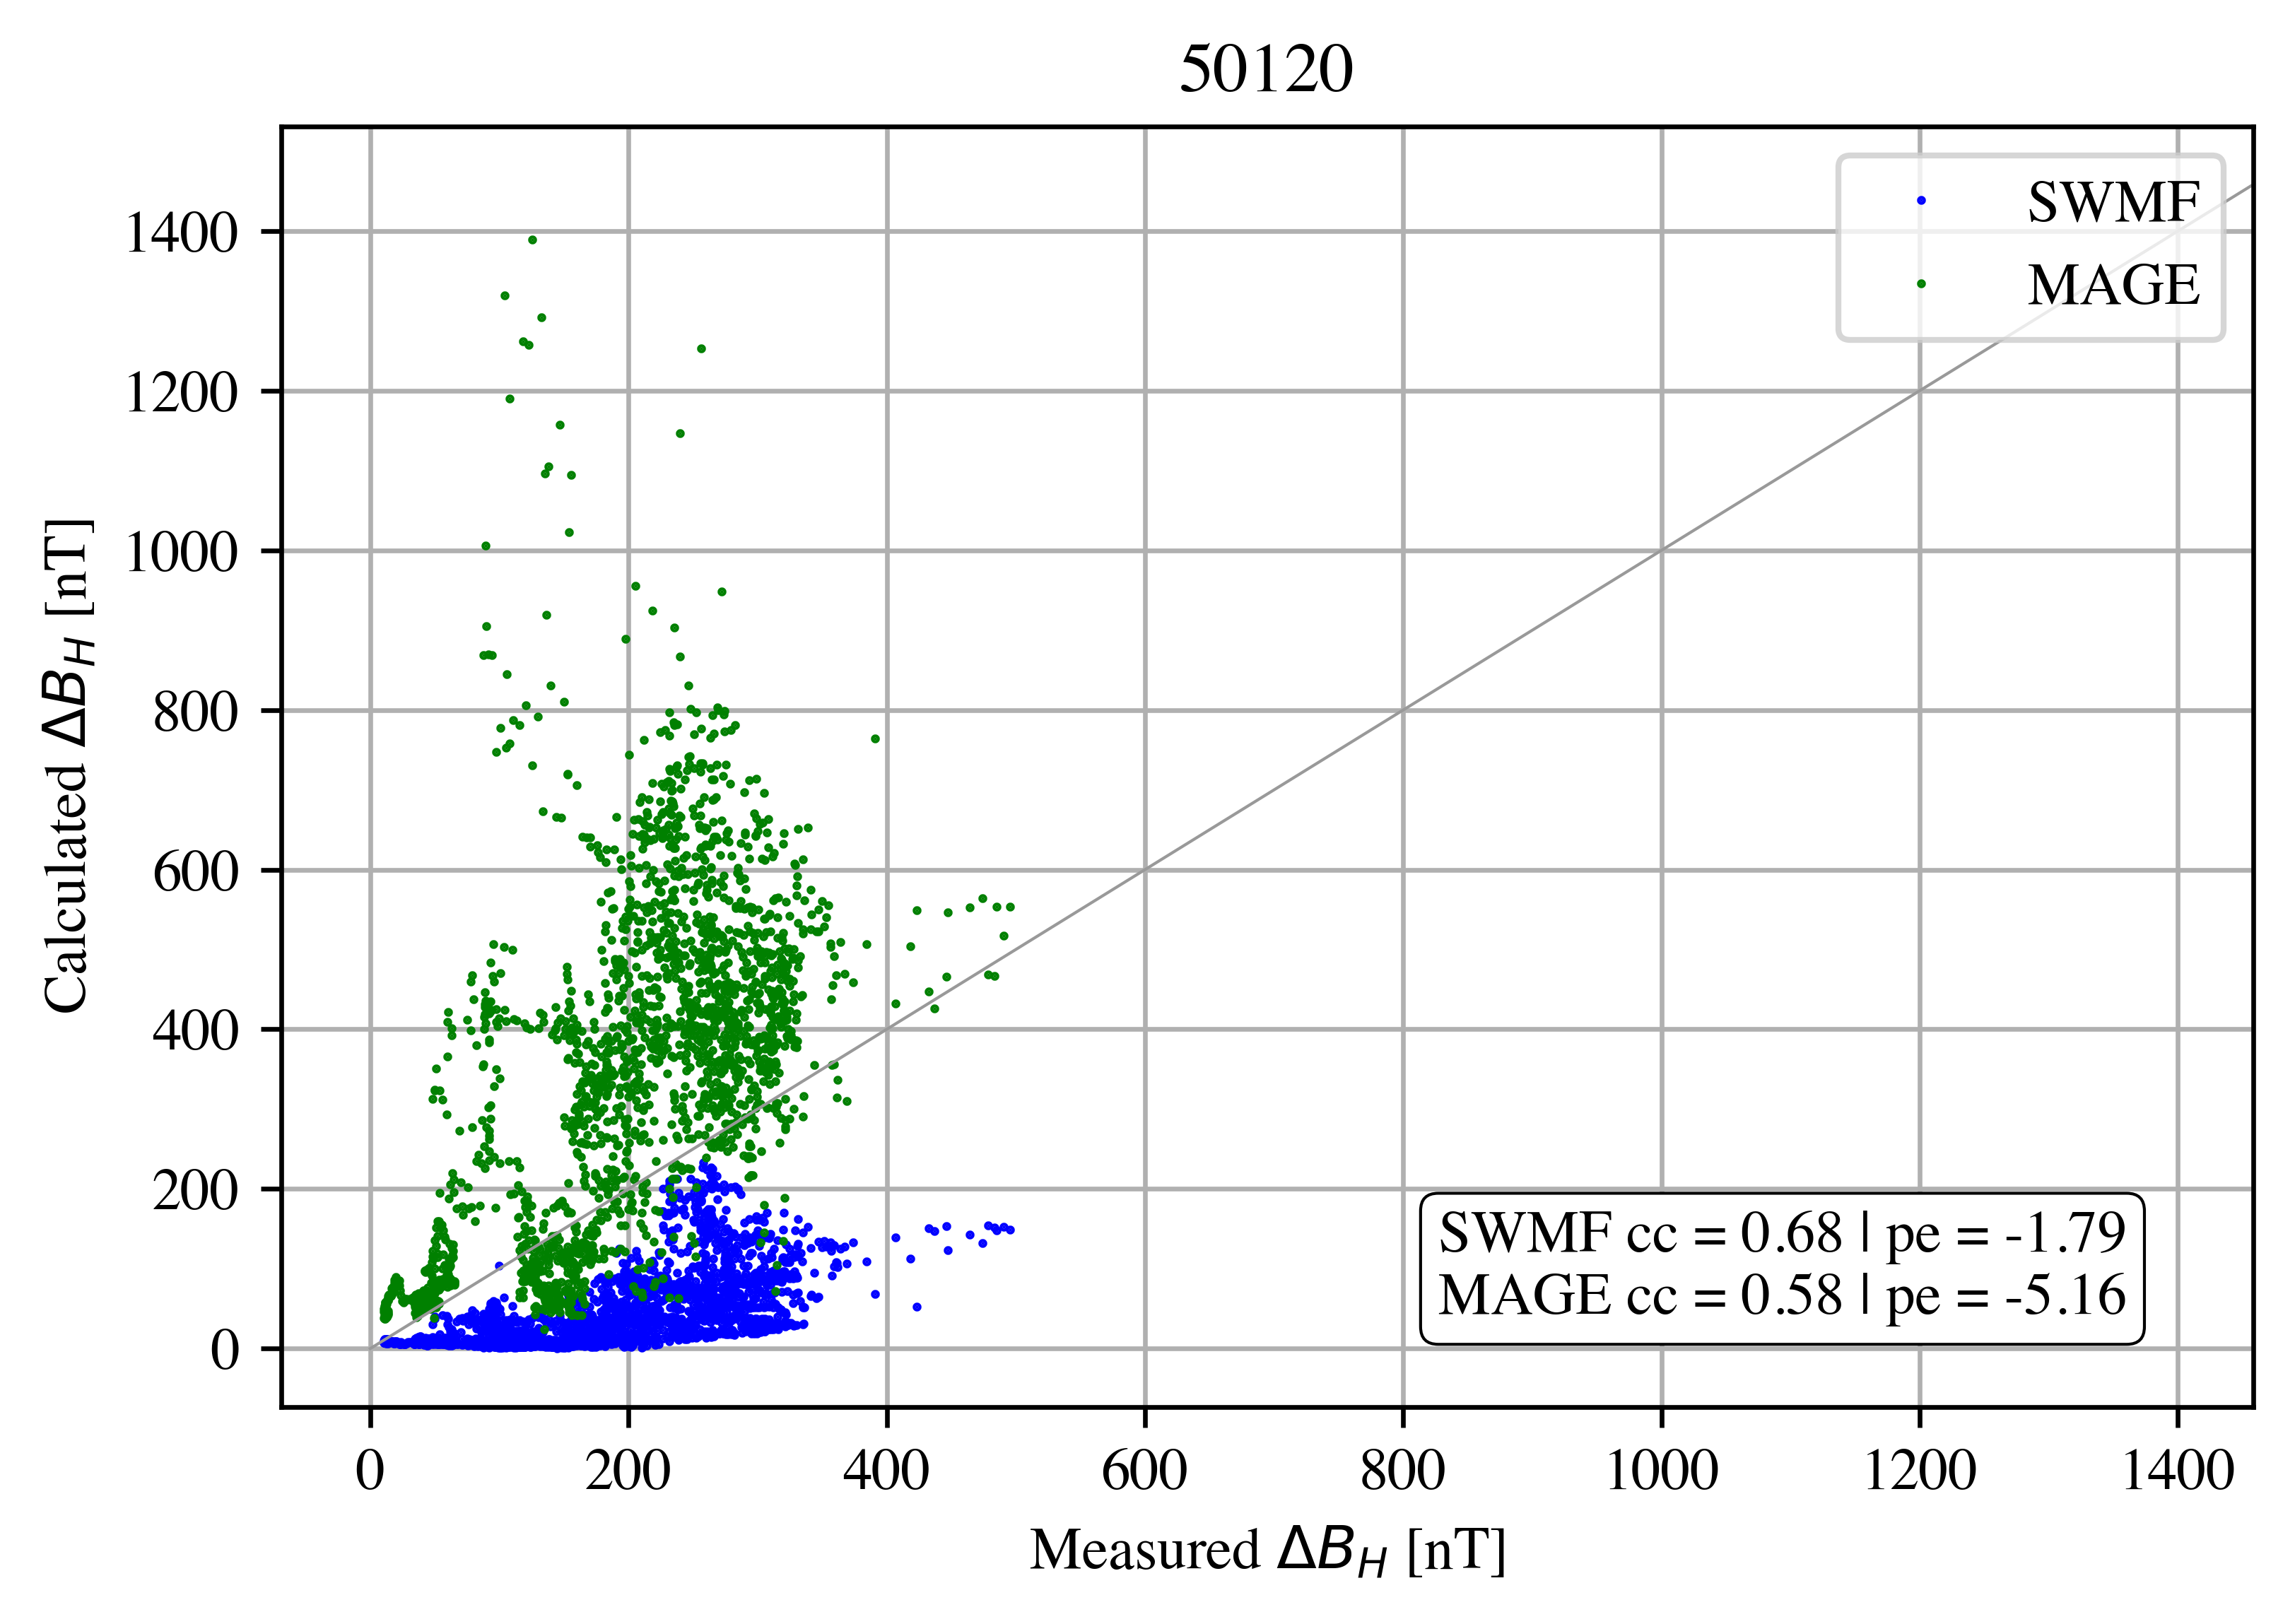 50120
SWMF
MAGE
1400
1200
1000
800
600
400
200
0
Calculated ΔB_H [nT]
SWMF cc = 0.68 | pe = -1.79
MAGE cc = 0.58 | pe = -5.16
0 200 400 600 800 1000 1200 1400
Measured ΔB_H [nT]